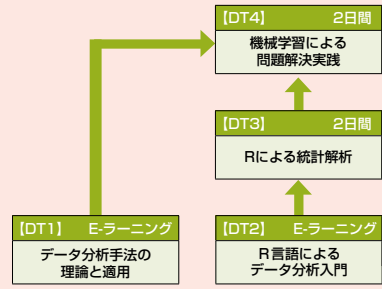 【DT4】 2日間
機械学習による
問題解決実践
【DT3】 2日間
Rによる統計解析
【DT1】 E-ラーニング
データ分析手法の
理論と適用
【DT2】 E-ラーニング
R言語による
データ分析入門